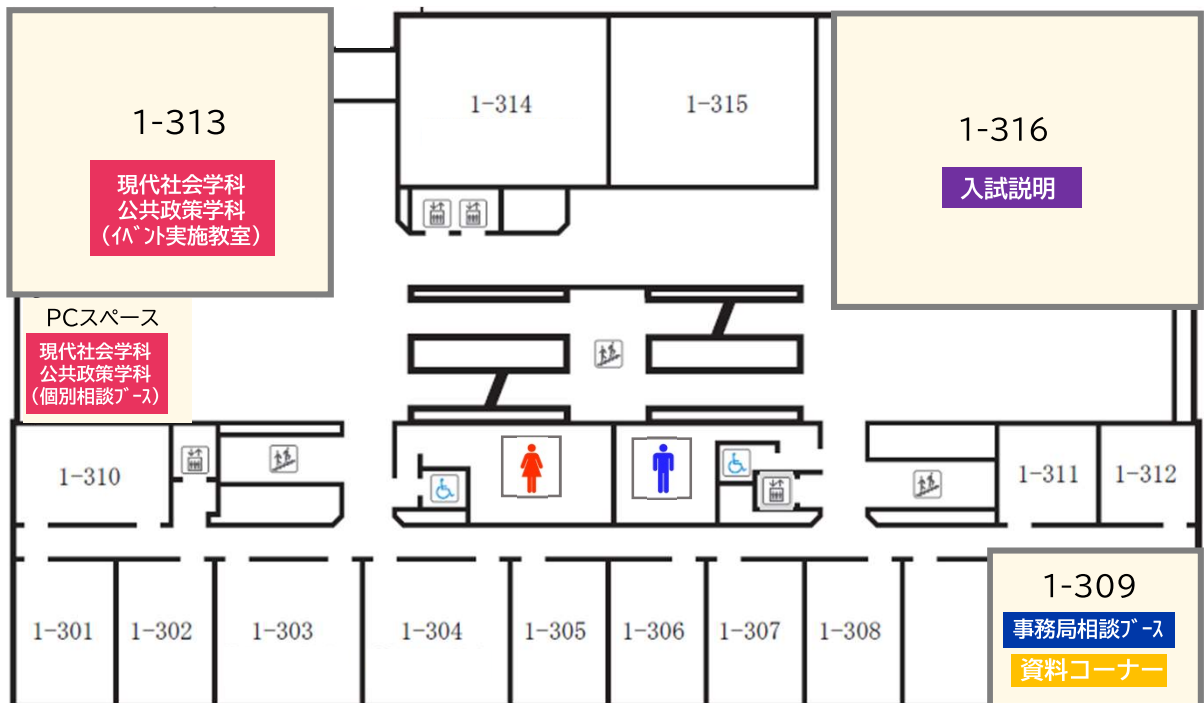 1-313
現代社会学科
公共政策学科
(ｲﾍﾞﾝﾄ実施教室)
1-314
1-315
1-316
入試説明
PCスペース
現代社会学科
公共政策学科
(個別相談ﾌﾞｰｽ)
1-310
1-311
1-312
1-301
1-302
1-303
1-304
1-305
1-306
1-307
1-308
1-309
事務局相談ﾌﾞｰｽ
資料コーナー